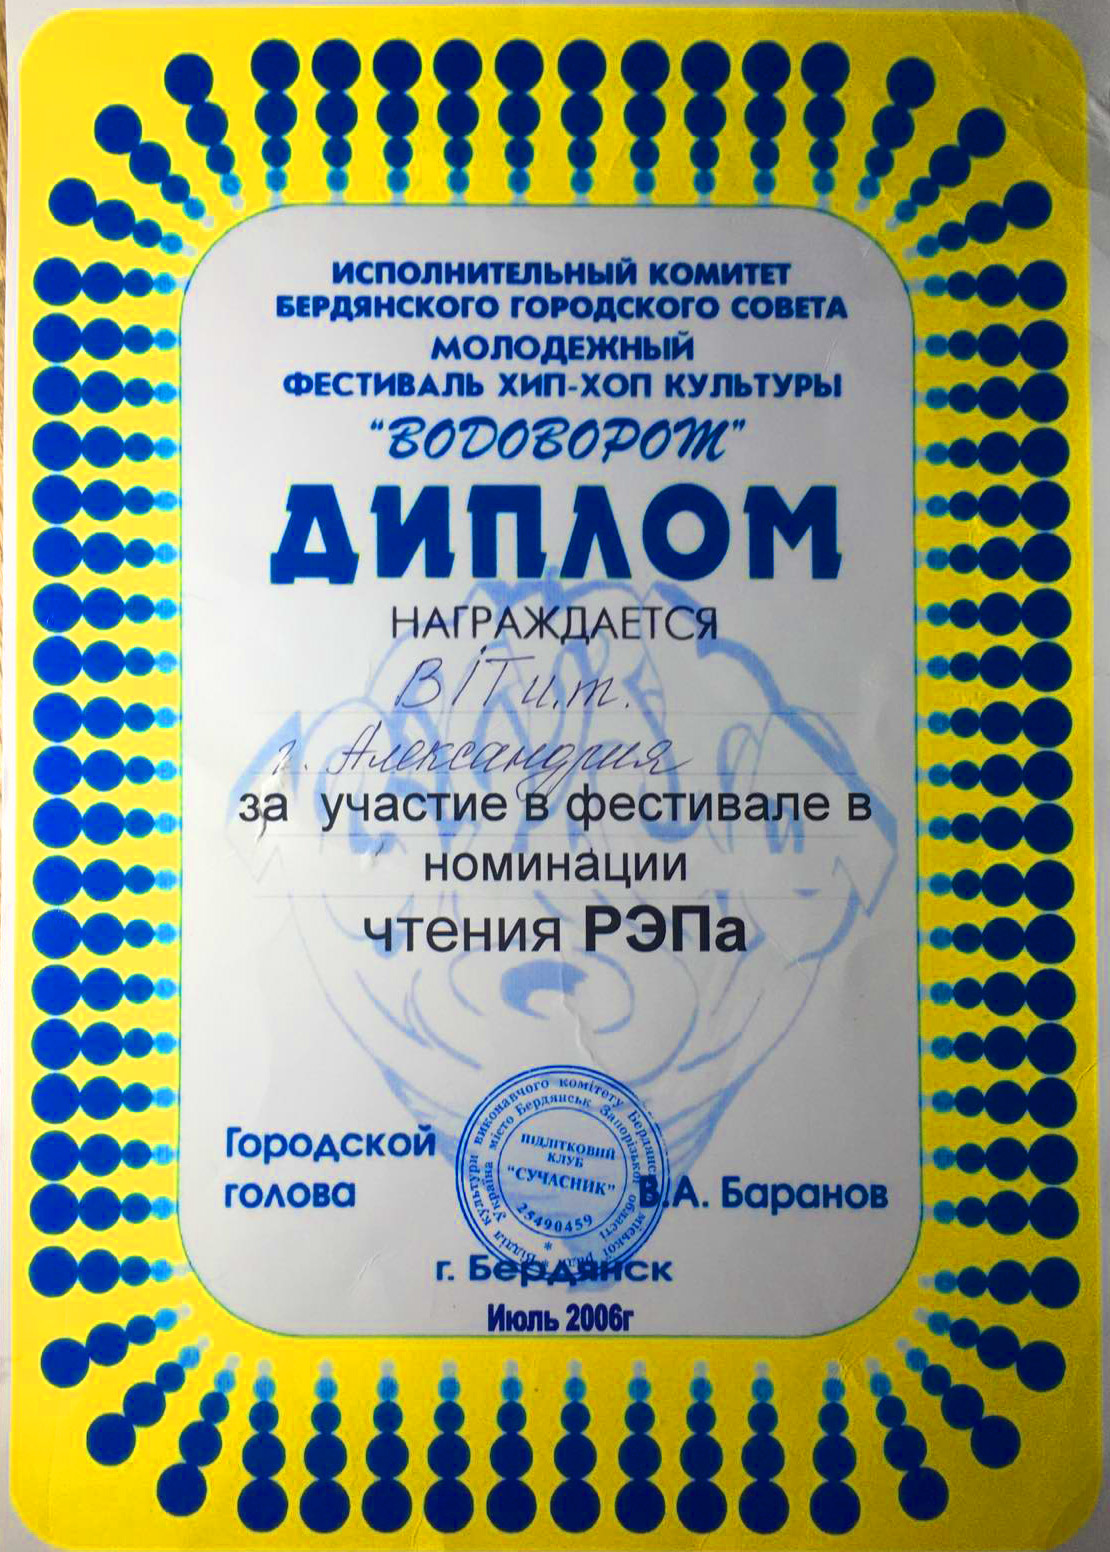 ИСПОЛНИТЕЛЬНЫЙ КОМИТЕТ
БЕРДЯНСКОГО ГОРОДСКОГО СОВЕТА
МОЛОДЕЖНЫЙ
ФЕСТИВАЛЬ ХИП-ХОП КУЛЬТУРЫ
"ВОДОВОРОТ"
ДИПЛОМ
НАГРАЖДАЕТСЯ
ВІТ и.т.
г. Александрия
за участие в фестивале в
номинации
чтения РЭПа
Городской
голова
В.А. Баранов
Відділ культури виконавчого комітету Бердянської міської ради
Україна місто Бердянськ Запорізької області
ПІДЛІТКОВИЙ
КЛУБ
"СУЧАСНИК"
25490459
г. Бердянск
Июль 2006г